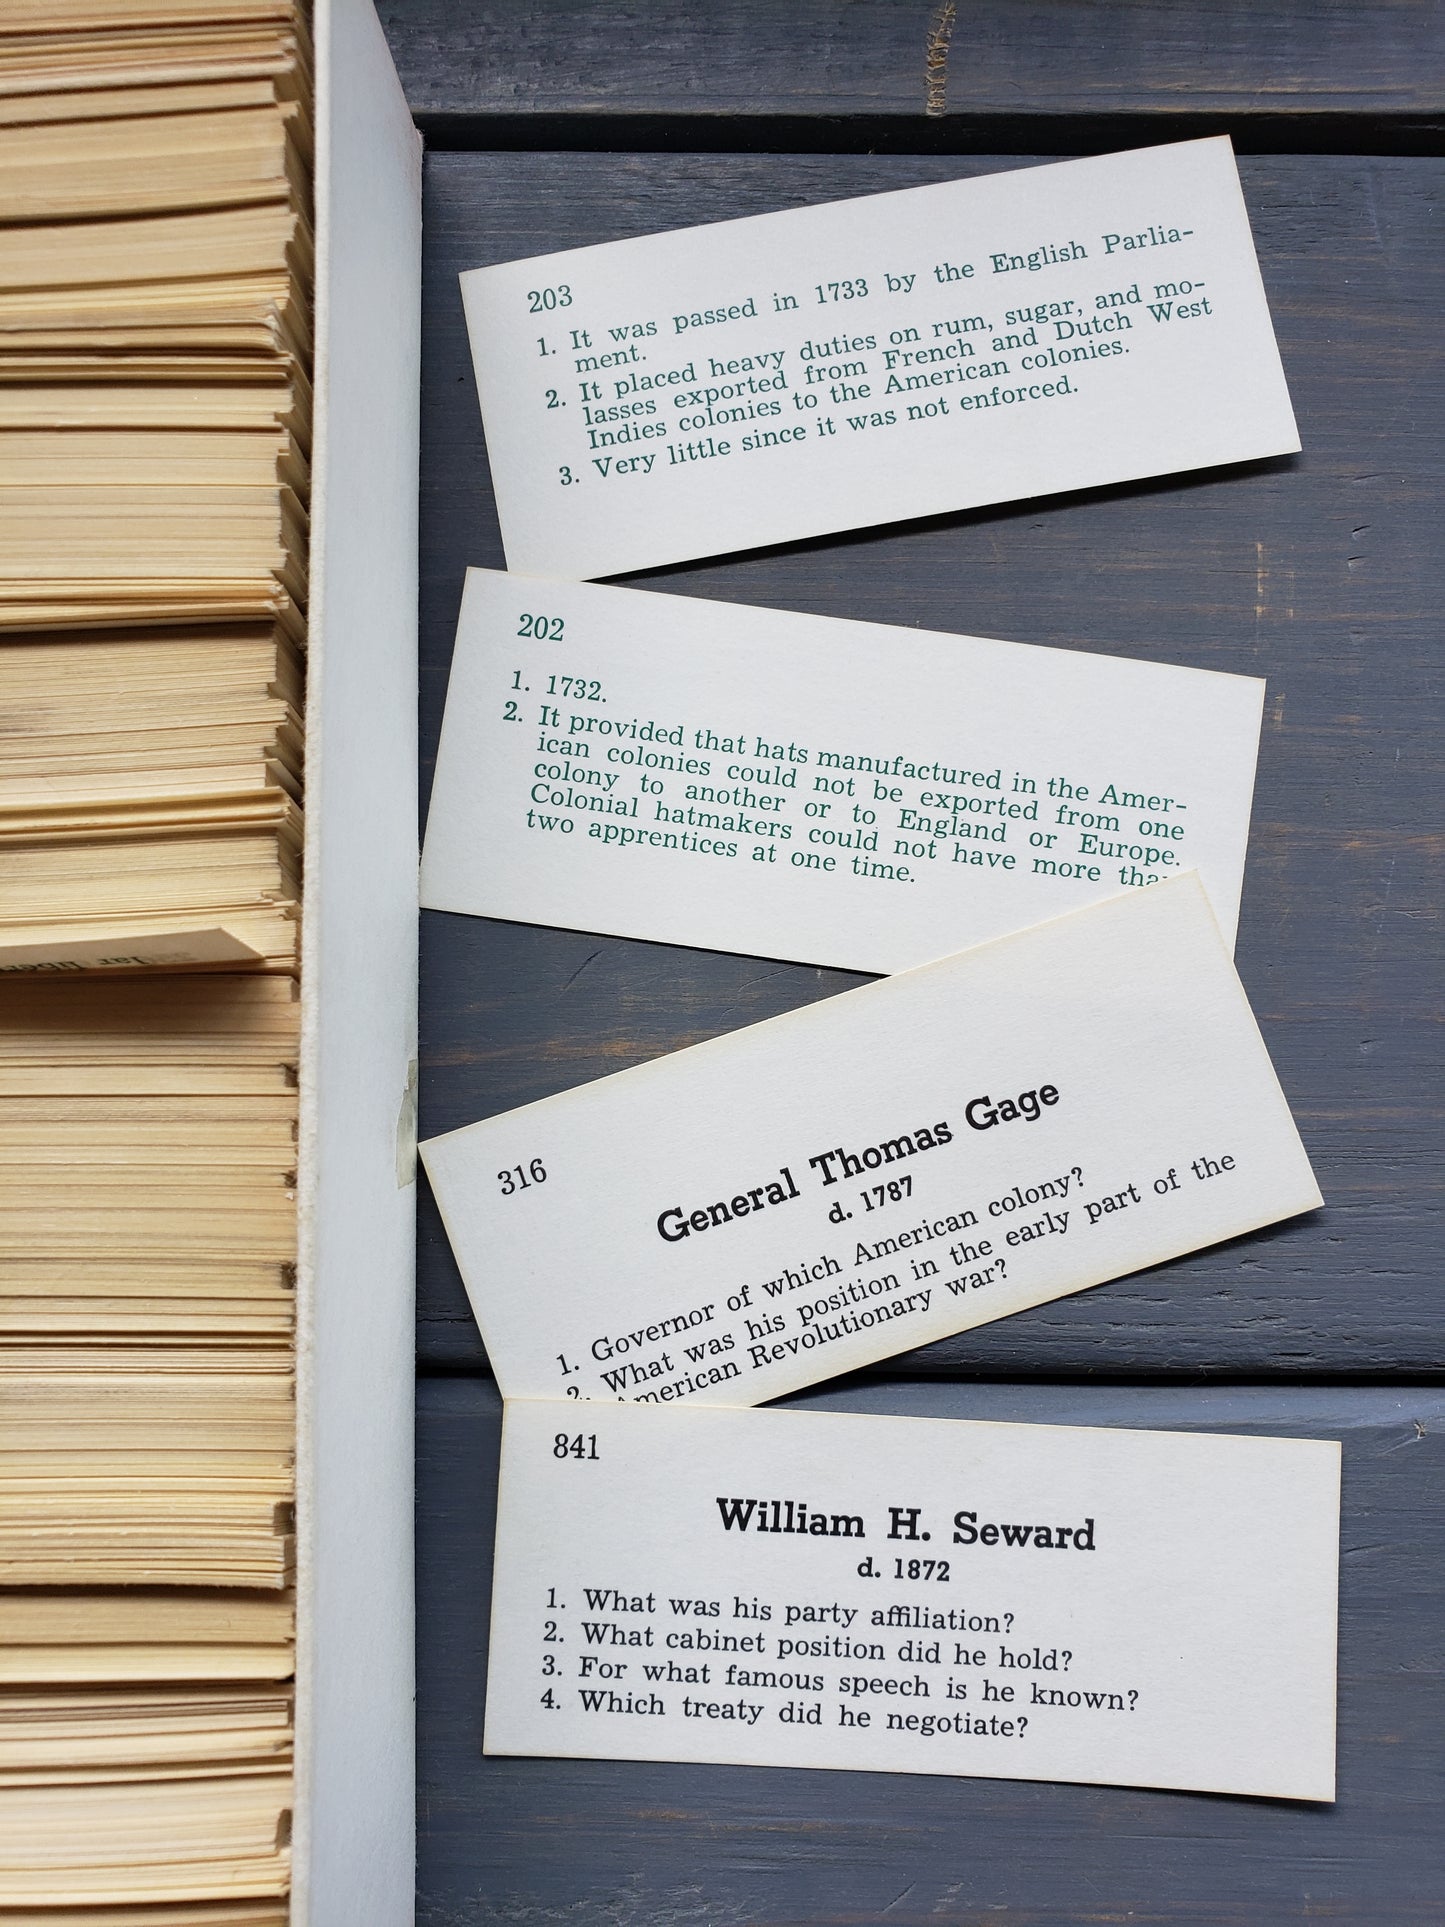 203
1. It was passed in 1733 by the English Parlia-
ment.
2. It placed heavy duties on rum, sugar, and mo-
lasses exported from French and Dutch West
Indies colonies to the American colonies.
3. Very little since it was not enforced.
202
1. 1732.
2. It provided that hats manufactured in the Amer-
ican colonies could not be exported from one
colony to another or to England or Europe.
Colonial hatmakers could not have more than
two apprentices at one time.
316
General Thomas Gage
d. 1787
1. Governor of which American colony?
2. What was his position in the early part of the
American Revolutionary war?
841
William H. Seward
d. 1872
1. What was his party affiliation?
2. What cabinet position did he hold?
3. For what famous speech is he known?
4. Which treaty did he negotiate?